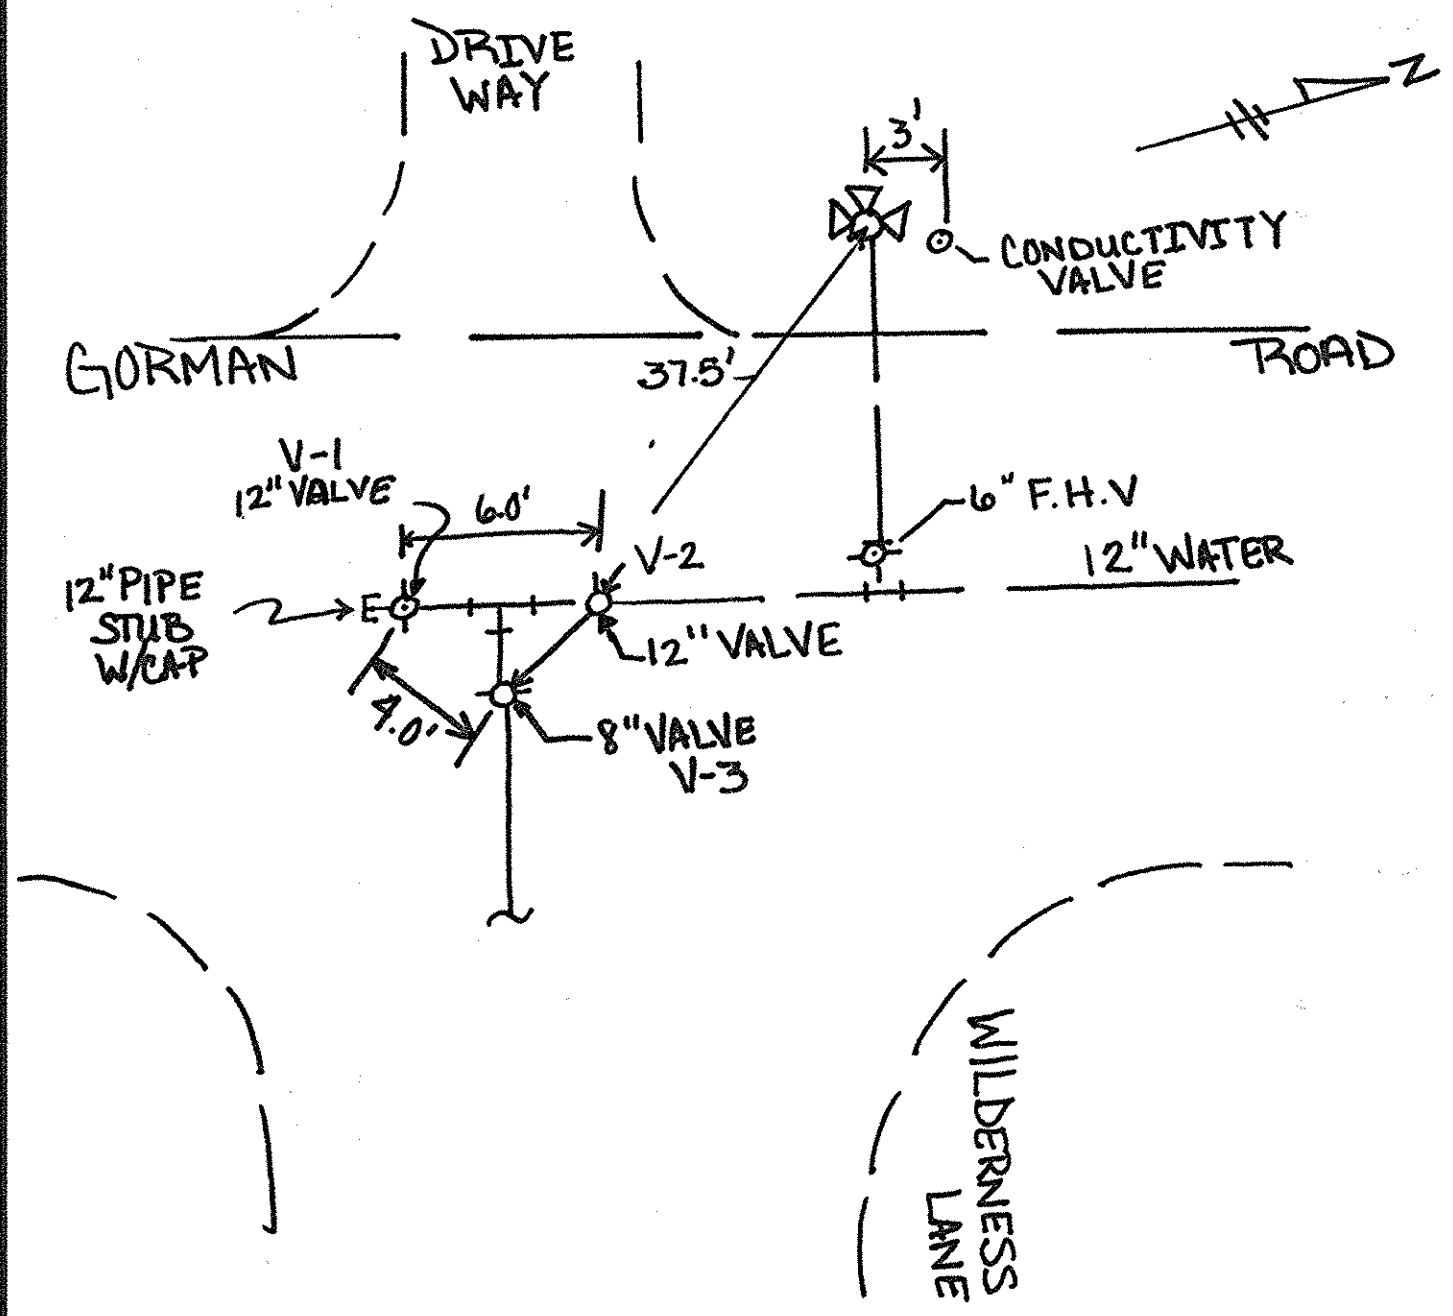 DRIVE
WAY
N
3'
CONDUCTIVITY
VALVE
GORMAN
ROAD
37.5'
V-1
12" VALVE
6.0'
6" F.H.V
V-2
12" WATER
12" PIPE
STUB
W/CAP
12" VALVE
4.0'
8" VALVE
V-3
WILDERNESS
LANE